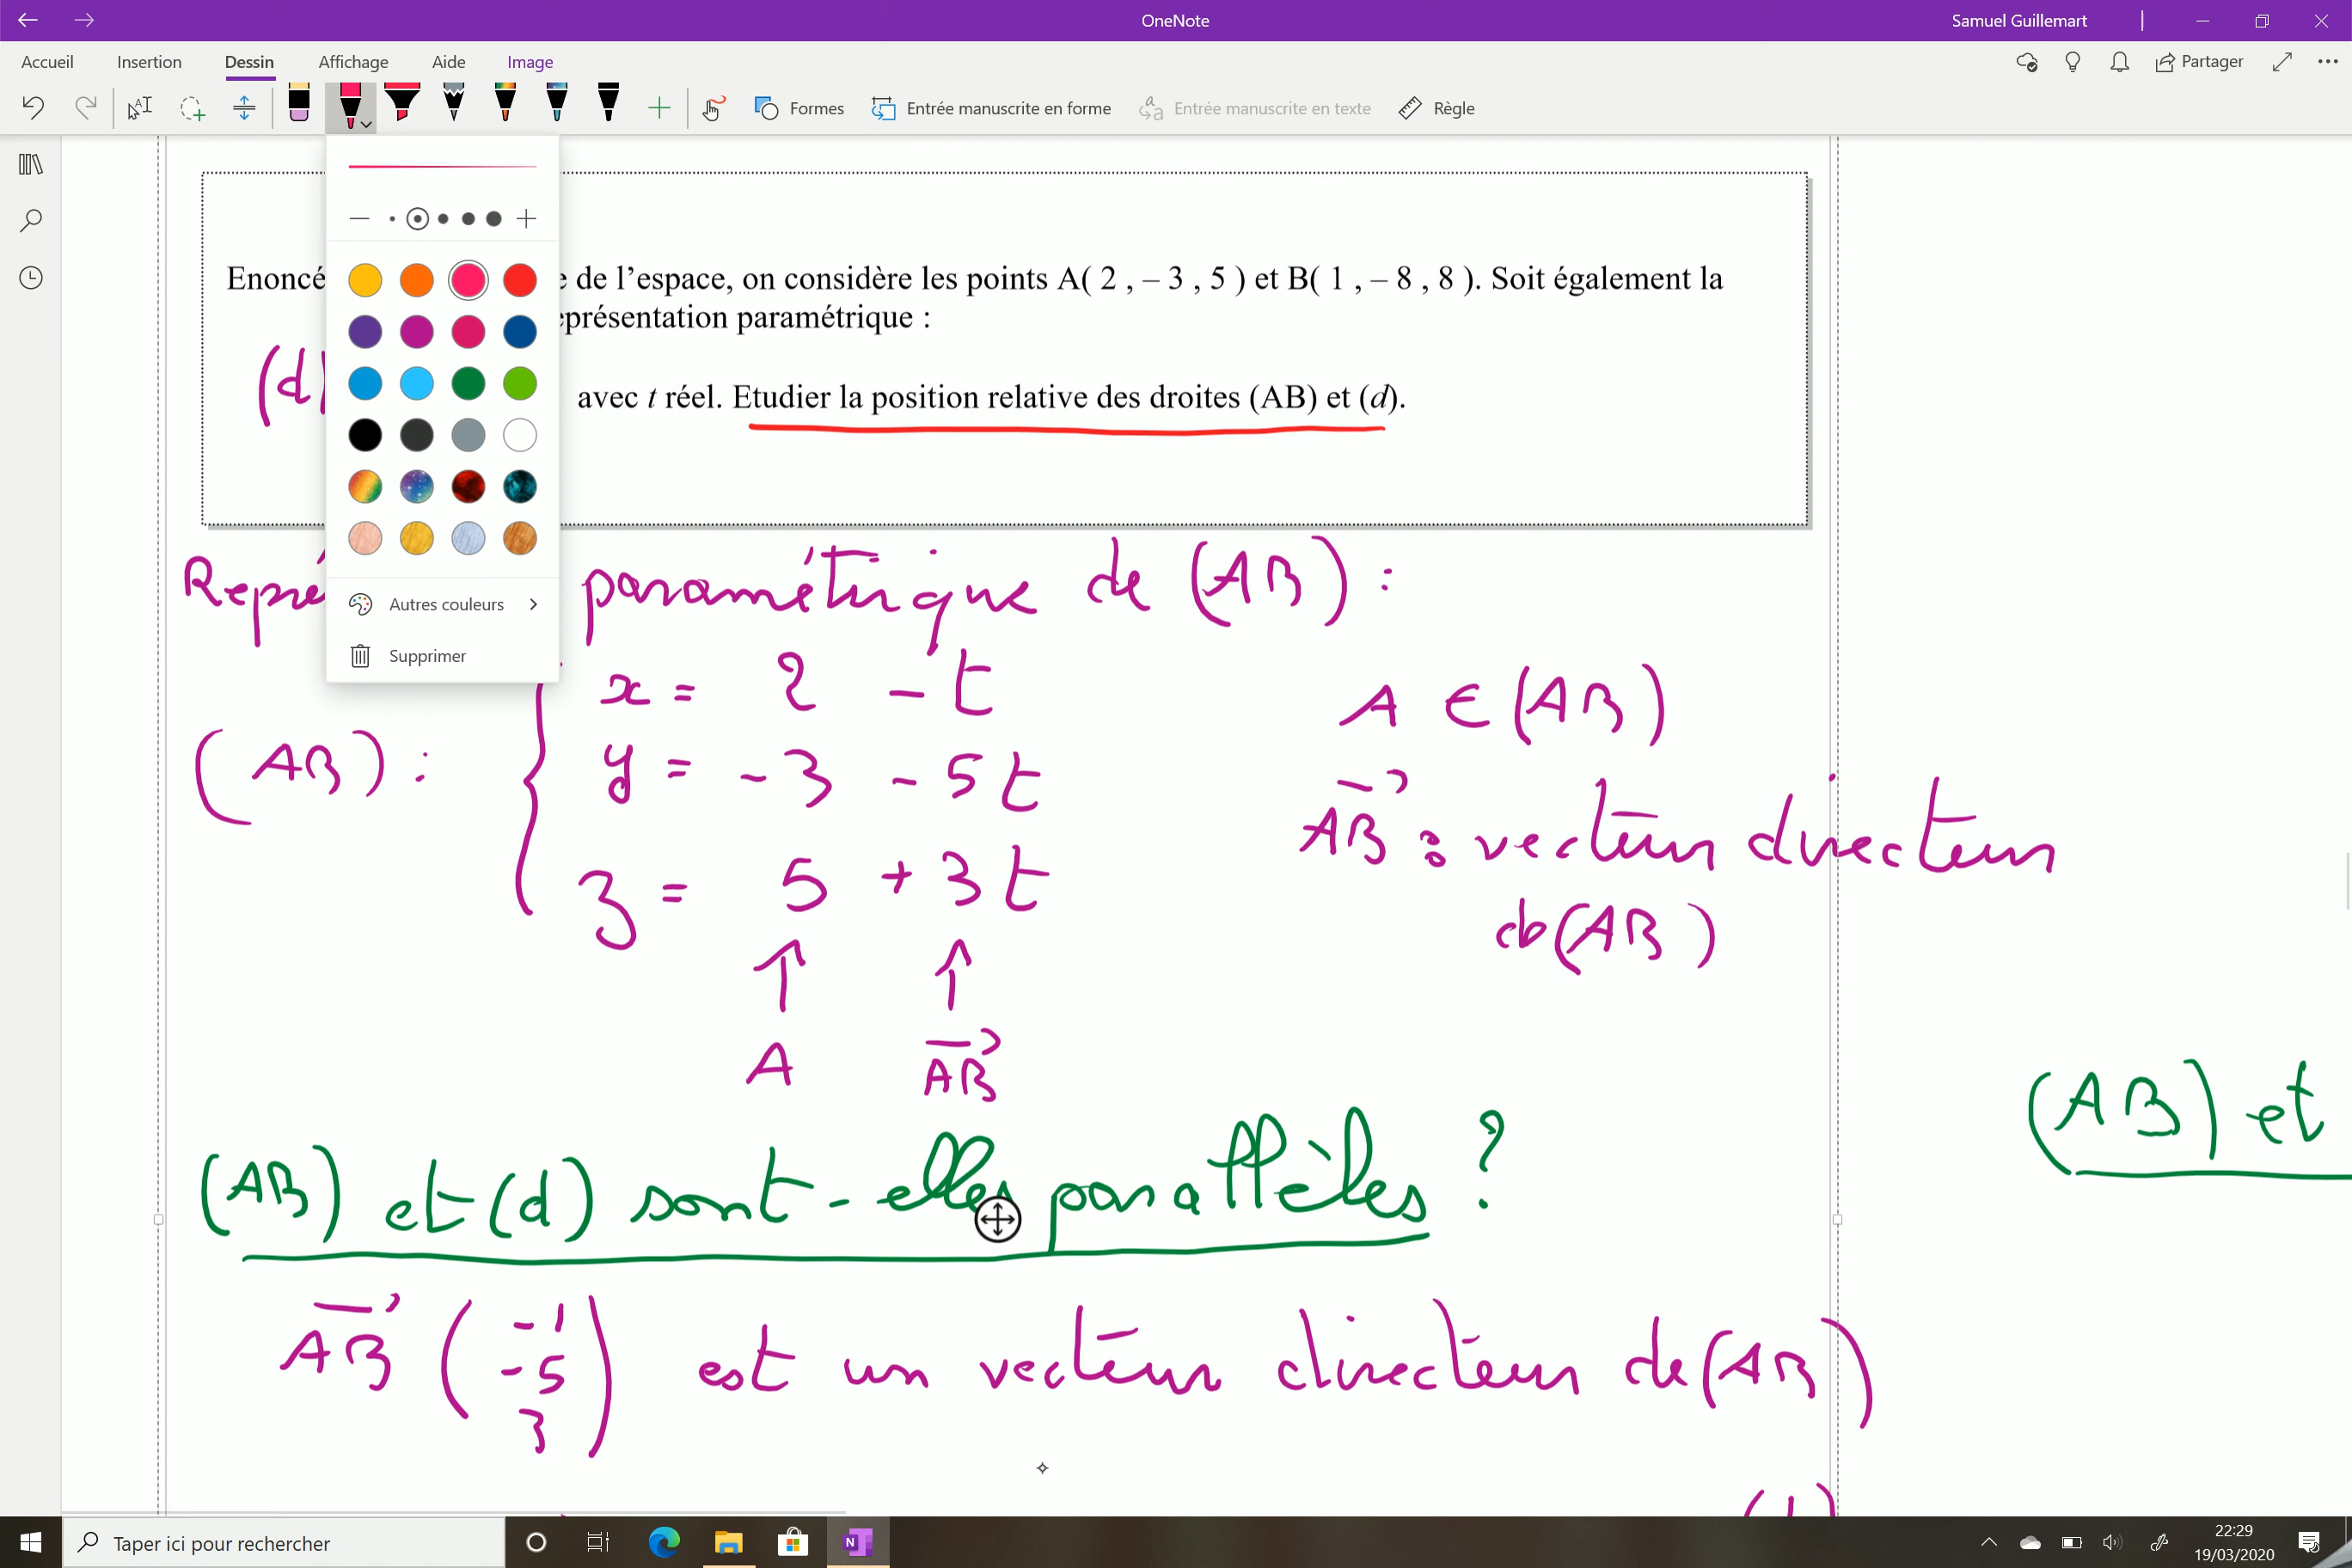 OneNote
Samuel Guillemart
Accueil Insertion Dessin Affichage Aide Image
Partager
Formes Entrée manuscrite en forme Entrée manuscrite en texte Règle
Enoncé e de l’espace, on considère les points A( 2 , – 3 , 5 ) et B( 1 , – 8 , 8 ). Soit également la
eprésentation paramétrique :
(d)
avec t réel. Etudier la position relative des droites (AB) et (d).
Autres couleurs
Supprimer
Repré paramétrique de (AB) :
(AB) :
x = 2 - t
y = -3 - 5t
z = 5 + 3t
↑ ↑
A AB
A ∈ (AB)
AB : vecteur directeur
de (AB)
(AB) et
(AB) et (d) sont-elles parallèles ?
AB ( -1
-5
3 ) est un vecteur directeur de (AB)
Taper ici pour rechercher
22:29
19/03/2020